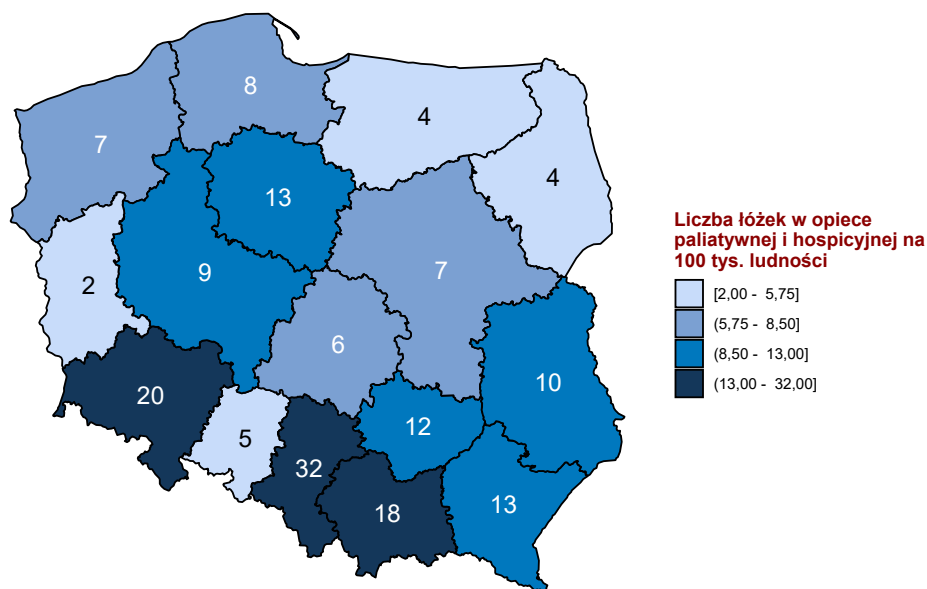 8
4
7
4
13
9
7
2
6
10
20
12
5
32
18
13
Liczba łóżek w opiece
paliatywnej i hospicyjnej na
100 tys. ludności
[2,00 - 5,75]
(5,75 - 8,50]
(8,50 - 13,00]
(13,00 - 32,00]